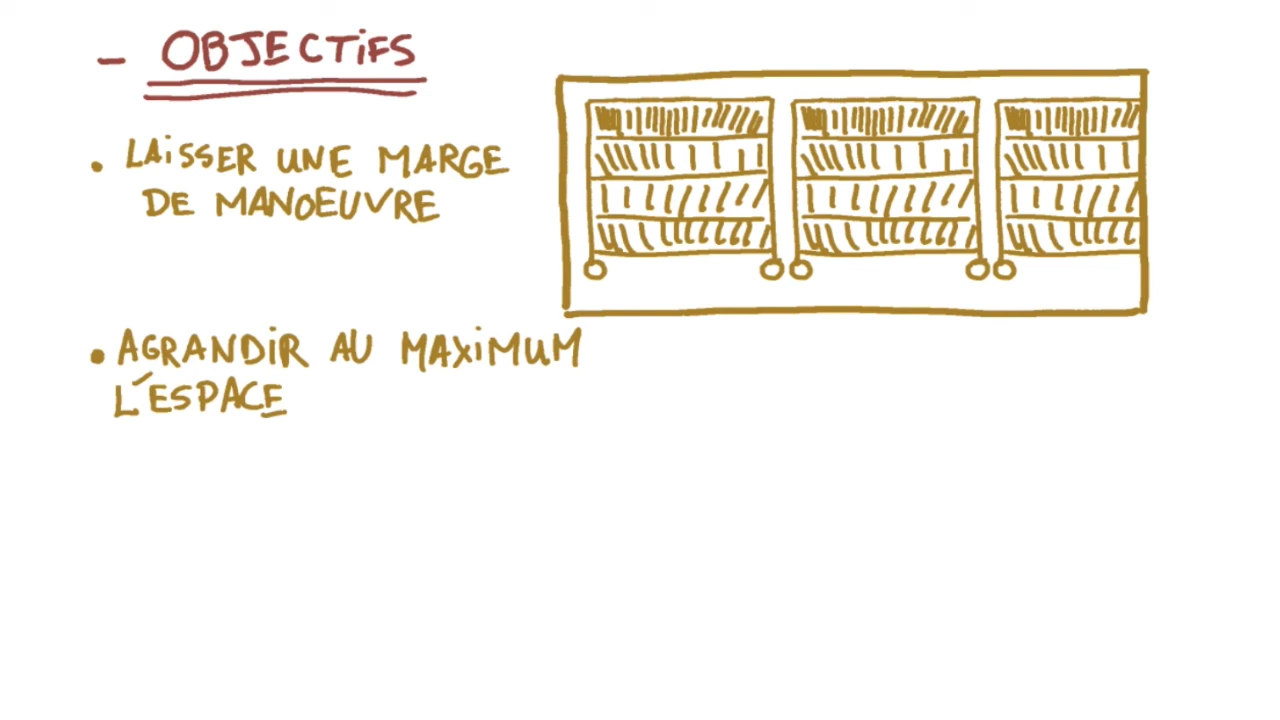 - OBJECTiFS
• LAiSSER UNE MARGE
DE MANOEUVRE
• AGRANDiR AU MAXiMUM
L'ESPACE